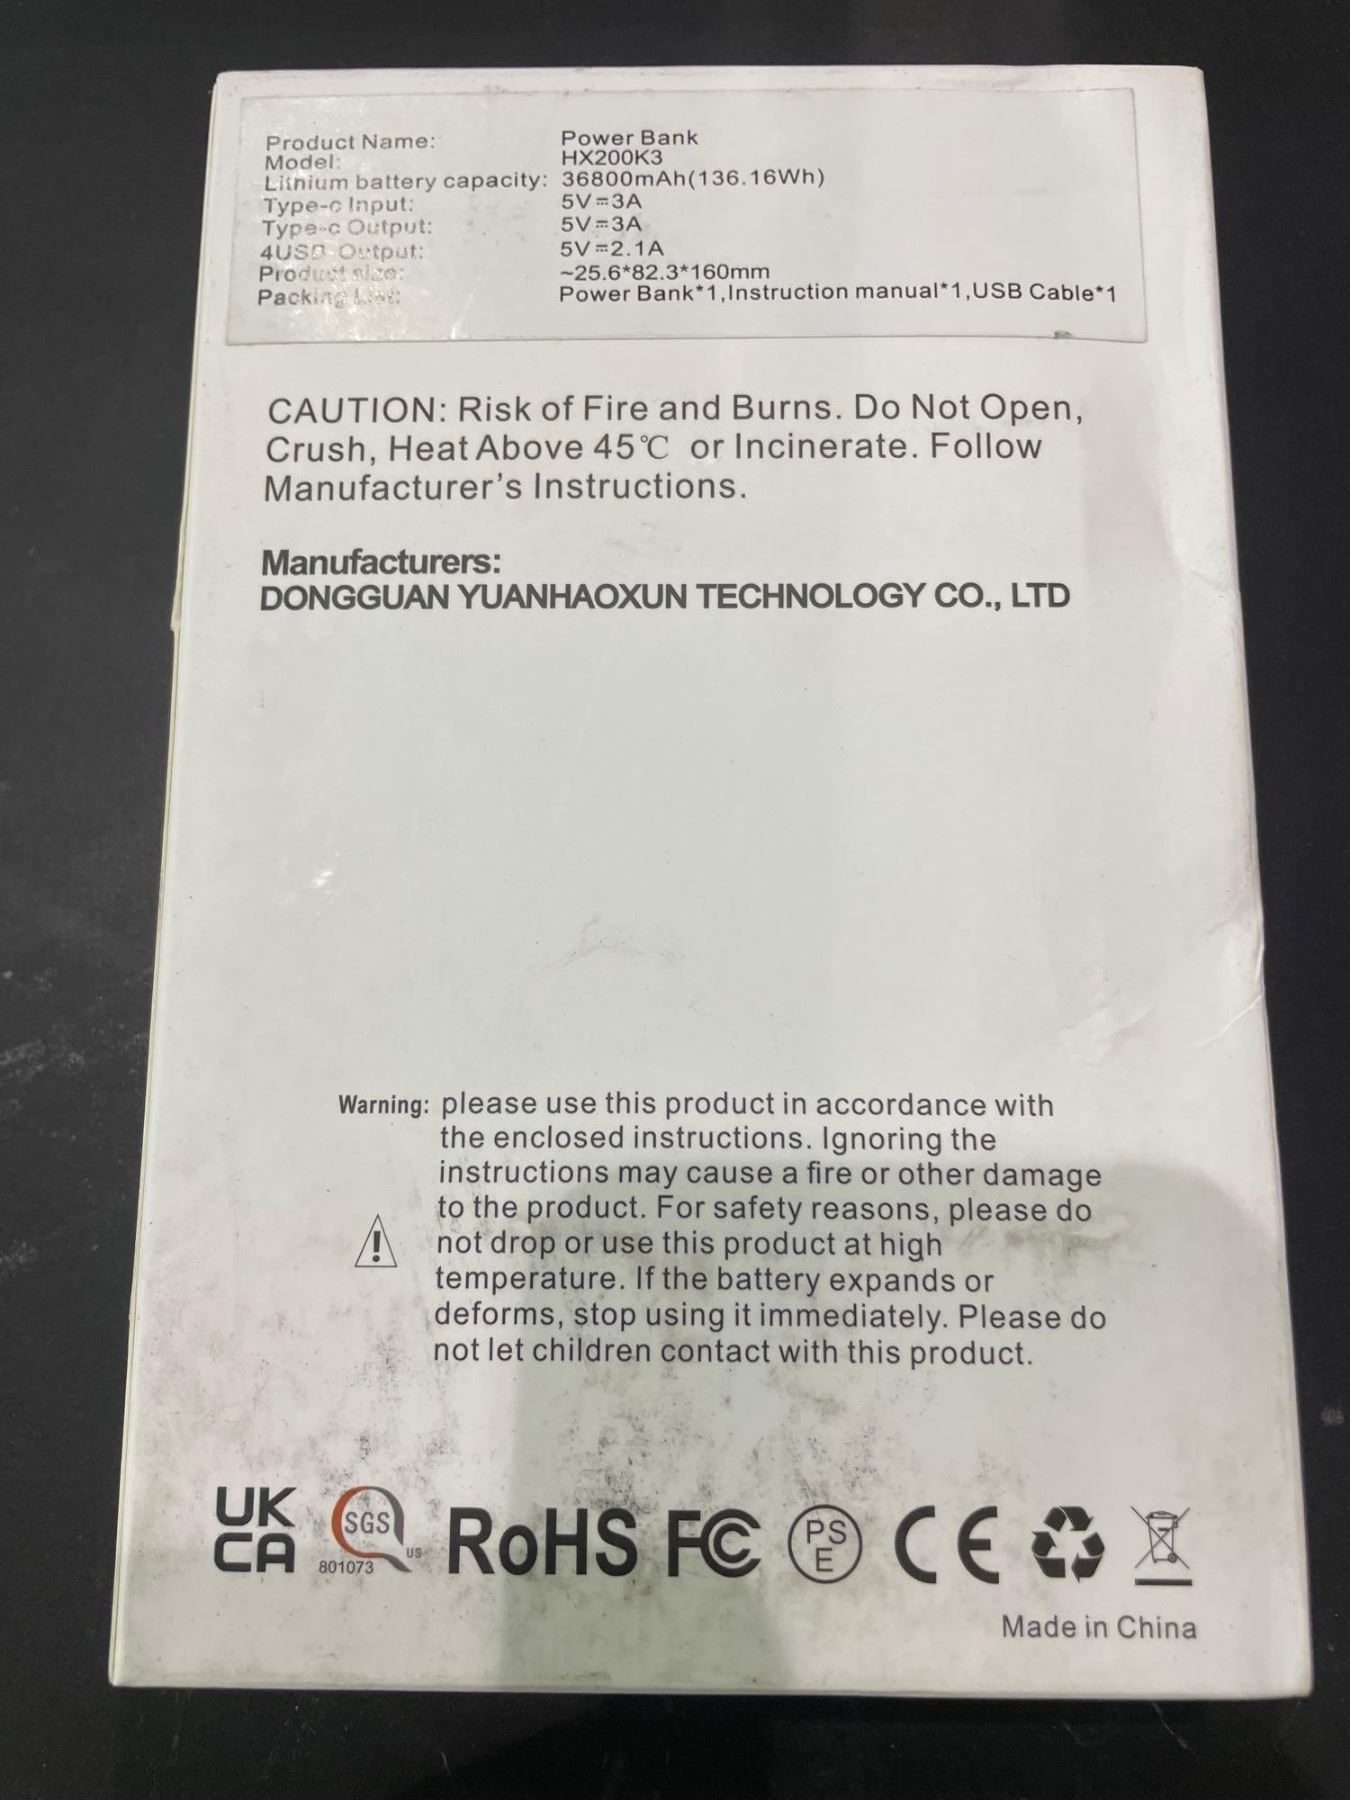 Product Name: Power Bank
Model: HX200K3
Lithium battery capacity: 36800mAh(136.16Wh)
Type-c Input: 5V⎓3A
Type-c Output: 5V⎓3A
4USB Output: 5V⎓2.1A
Product size: ~25.6*82.3*160mm
Packing List: Power Bank*1,Instruction manual*1,USB Cable*1
CAUTION: Risk of Fire and Burns. Do Not Open,
Crush, Heat Above 45℃ or Incinerate. Follow
Manufacturer's Instructions.
Manufacturers:
DONGGUAN YUANHAOXUN TECHNOLOGY CO., LTD
Warning: please use this product in accordance with
the enclosed instructions. Ignoring the
instructions may cause a fire or other damage
to the product. For safety reasons, please do
not drop or use this product at high
temperature. If the battery expands or
deforms, stop using it immediately. Please do
not let children contact with this product.
UK
CA
SGS
US
801073
RoHS FC PS
E
CE
Made in China